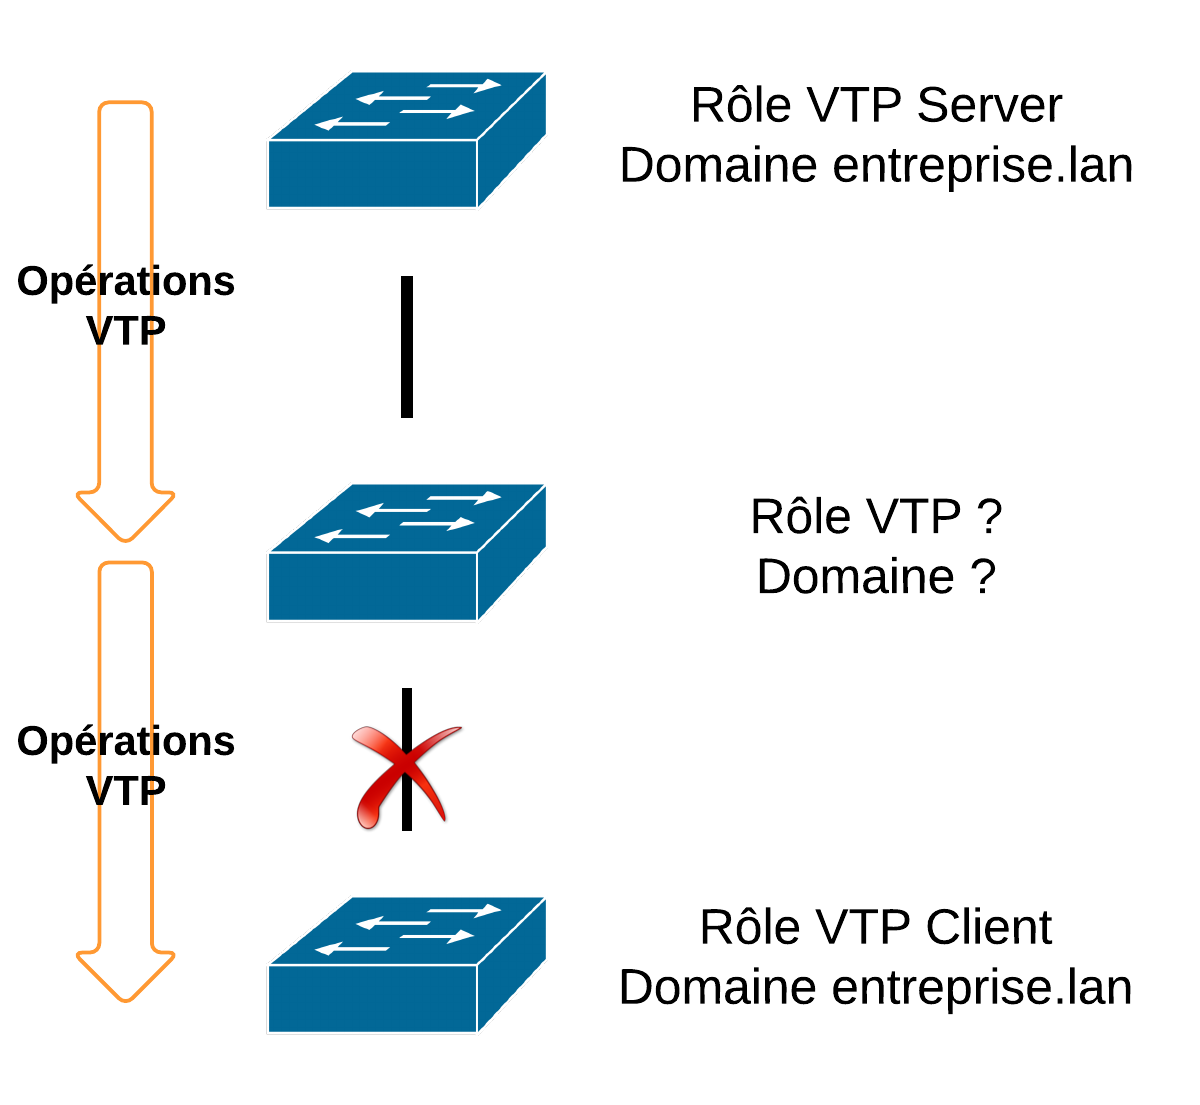 Rôle VTP Server
Domaine entreprise.lan
Opérations
VTP
Rôle VTP ?
Domaine ?
Opérations
VTP
Rôle VTP Client
Domaine entreprise.lan